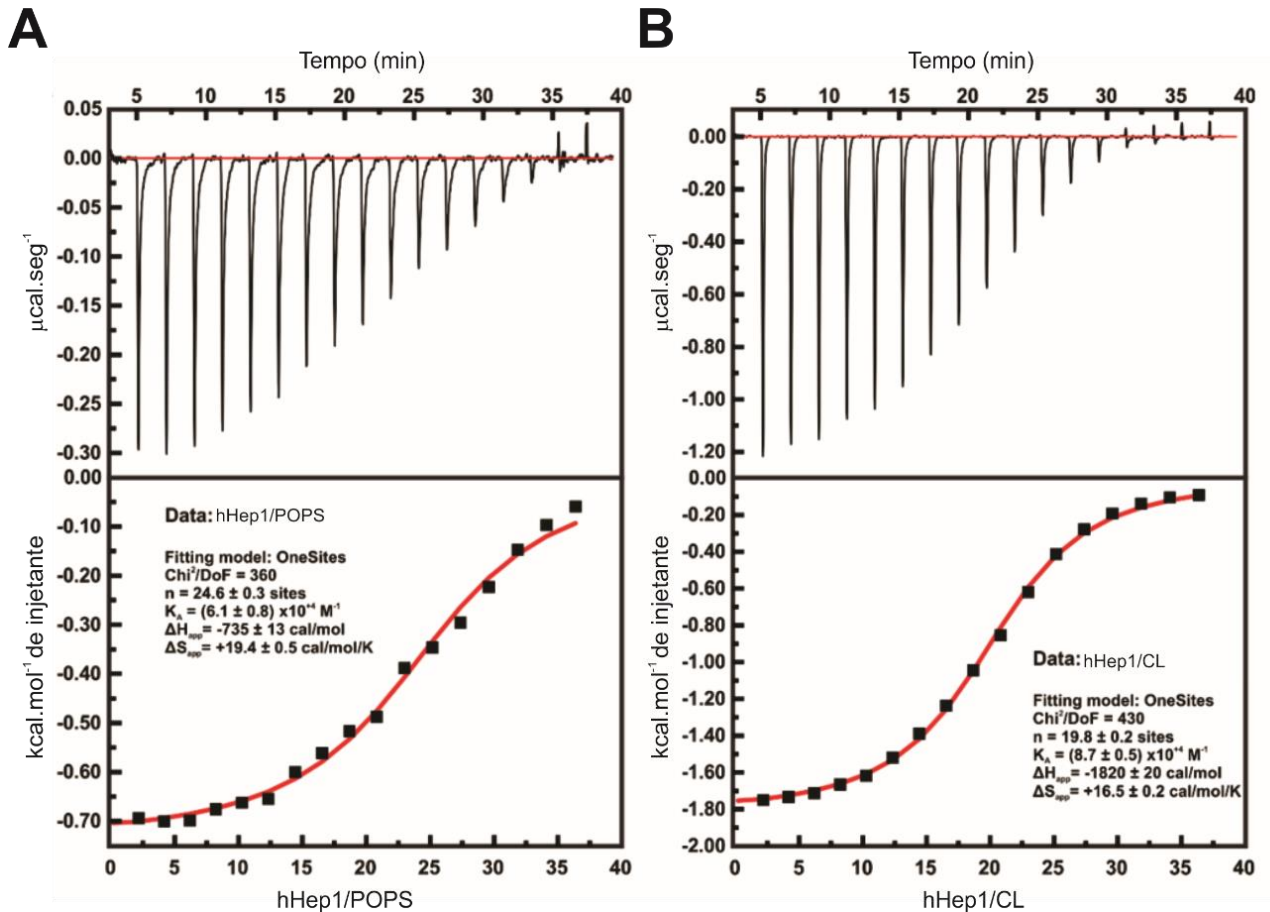 A
Tempo (min)
5 10 15 20 25 30 35 40
0.05
0.00
-0.05
-0.10
-0.15
-0.20
-0.25
-0.30
µcal.seg⁻¹
0.00
-0.10
-0.20
-0.30
-0.40
-0.50
-0.60
-0.70
kcal.mol⁻¹ de injetante
Data: hHep1/POPS
Fitting model: OneSites
Chi²/DoF = 360
n = 24.6 ± 0.3 sites
K_A = (6.1 ± 0.8) x10⁺⁴ M⁻¹
ΔH_app= -735 ± 13 cal/mol
ΔS_app= +19.4 ± 0.5 cal/mol/K
0 5 10 15 20 25 30 35 40
hHep1/POPS
B
Tempo (min)
5 10 15 20 25 30 35 40
0.00
-0.20
-0.40
-0.60
-0.80
-1.00
-1.20
µcal.seg⁻¹
0.00
-0.20
-0.40
-0.60
-0.80
-1.00
-1.20
-1.40
-1.60
-1.80
-2.00
kcal.mol⁻¹ de injetante
Data: hHep1/CL
Fitting model: OneSites
Chi²/DoF = 430
n = 19.8 ± 0.2 sites
K_A = (8.7 ± 0.5) x10⁺⁴ M⁻¹
ΔH_app= -1820 ± 20 cal/mol
ΔS_app= +16.5 ± 0.2 cal/mol/K
0 5 10 15 20 25 30 35 40
hHep1/CL